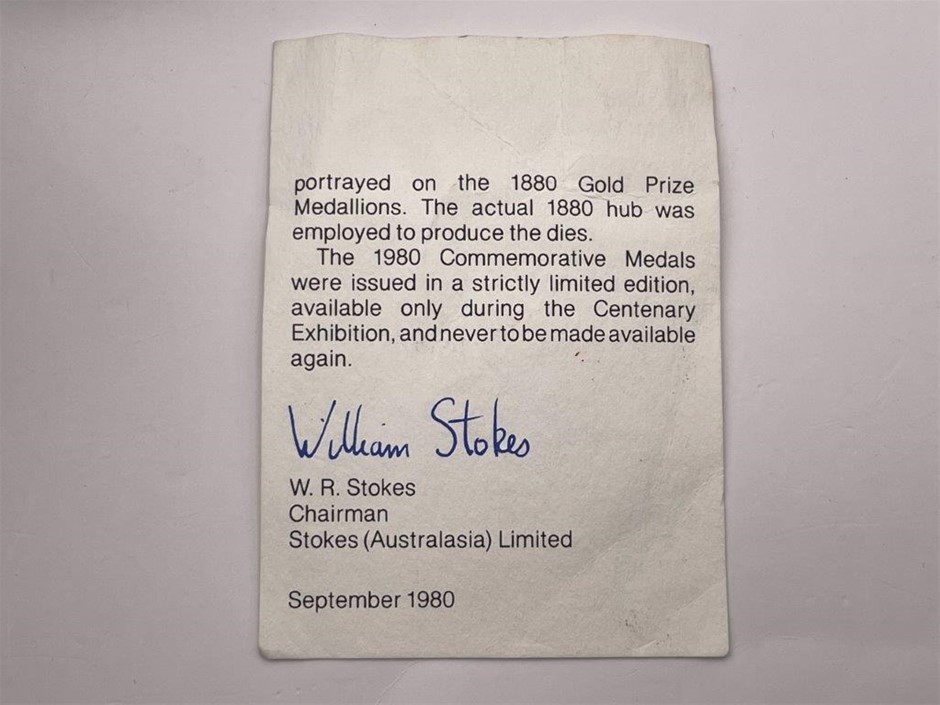 portrayed on the 1880 Gold Prize
Medallions. The actual 1880 hub was
employed to produce the dies.
The 1980 Commemorative Medals
were issued in a strictly limited edition,
available only during the Centenary
Exhibition, and never to be made available
again.
William Stokes
W. R. Stokes
Chairman
Stokes (Australasia) Limited
September 1980